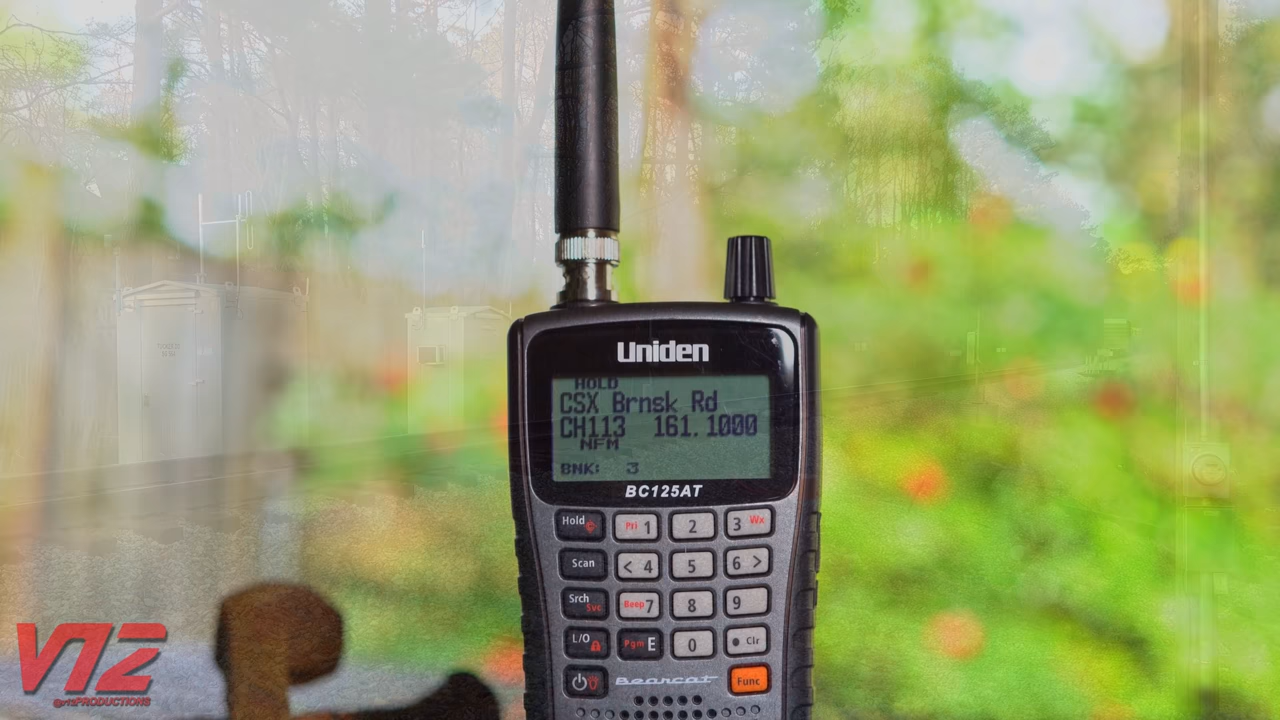 Uniden
HOLD
CSX Brnsk Rd
CH113 161.1000
NFM
BNK: 3
BC125AT
Hold Pri 1 2 3 Wx
Scan < 4 5 6 >
Srch Svc Beep 7 8 9
L/O Pgm E 0 • Clr
Bearcat Func
V12
@v12PRODUCTIONS